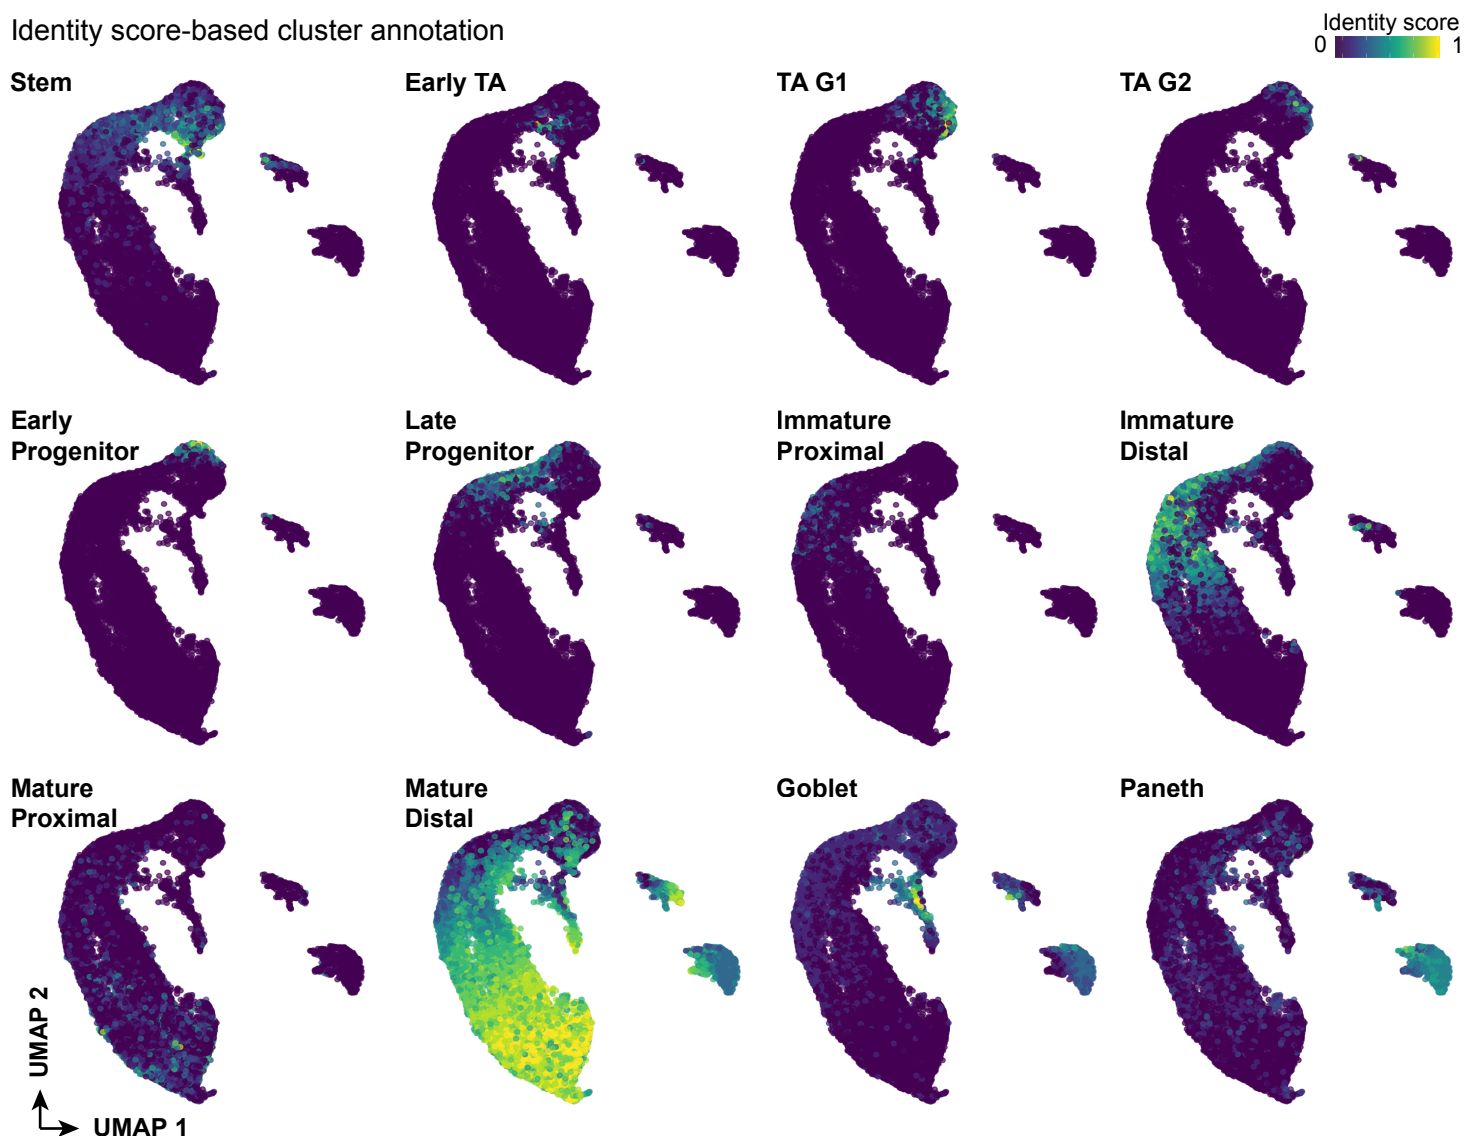 Identity score-based cluster annotation
Identity score
0 1
Stem
Early TA
TA G1
TA G2
Early
Progenitor
Late
Progenitor
Immature
Proximal
Immature
Distal
Mature
Proximal
Mature
Distal
Goblet
Paneth
UMAP 2
UMAP 1